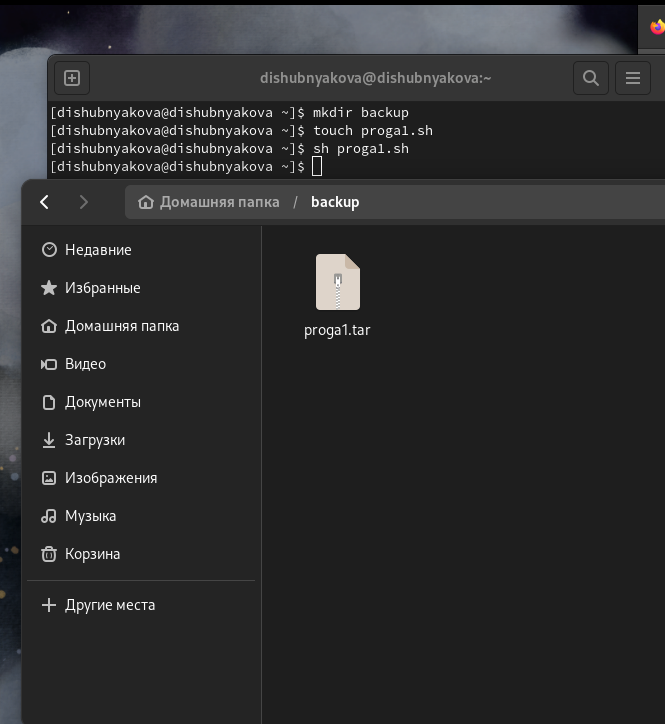 dishubnyakova@dishubnyakova:~
[dishubnyakova@dishubnyakova ~]$ mkdir backup
[dishubnyakova@dishubnyakova ~]$ touch proga1.sh
[dishubnyakova@dishubnyakova ~]$ sh proga1.sh
[dishubnyakova@dishubnyakova ~]$
Домашняя папка / backup
Недавние
Избранные
Домашняя папка
Видео
Документы
Загрузки
Изображения
Музыка
Корзина
Другие места
proga1.tar